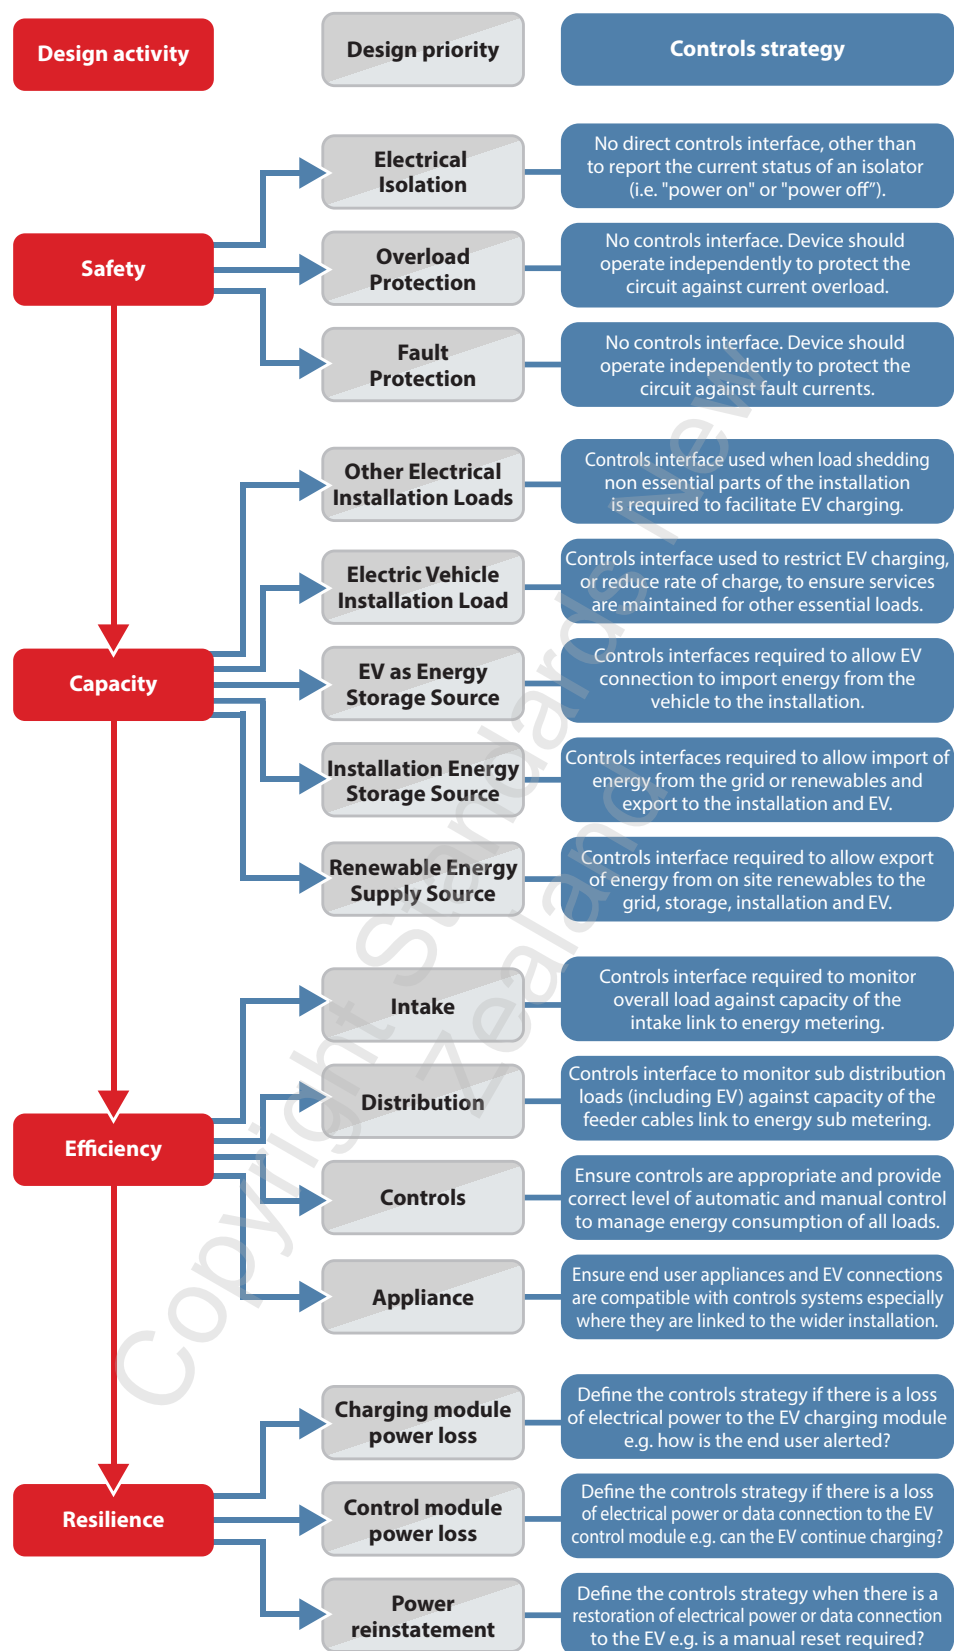 Design activity
Design priority
Controls strategy
Safety
Electrical
Isolation
No direct controls interface, other than
to report the current status of an isolator
(i.e. "power on" or "power off”).
Overload
Protection
No controls interface. Device should
operate independently to protect the
circuit against current overload.
Fault
Protection
No controls interface. Device should
operate independently to protect the
circuit against fault currents.
Capacity
Other Electrical
Installation Loads
Controls interface used when load shedding
non essential parts of the installation
is required to facilitate EV charging.
Electric Vehicle
Installation Load
Controls interface used to restrict EV charging,
or reduce rate of charge, to ensure services
are maintained for other essential loads.
EV as Energy
Storage Source
Controls interfaces required to allow EV
connection to import energy from the
vehicle to the installation.
Installation Energy
Storage Source
Controls interfaces required to allow import of
energy from the grid or renewables and
export to the installation and EV.
Renewable Energy
Supply Source
Controls interface required to allow export
of energy from on site renewables to the
grid, storage, installation and EV.
Efficiency
Intake
Controls interface required to monitor
overall load against capacity of the
intake link to energy metering.
Distribution
Controls interface to monitor sub distribution
loads (including EV) against capacity of the
feeder cables link to energy sub metering.
Controls
Ensure controls are appropriate and provide
correct level of automatic and manual control
to manage energy consumption of all loads.
Appliance
Ensure end user appliances and EV connections
are compatible with controls systems especially
where they are linked to the wider installation.
Resilience
Charging module
power loss
Define the controls strategy if there is a loss
of electrical power to the EV charging module
e.g. how is the end user alerted?
Control module
power loss
Define the controls strategy if there is a loss
of electrical power or data connection to the EV
control module e.g. can the EV continue charging?
Power
reinstatement
Define the controls strategy when there is a
restoration of electrical power or data connection
to the EV e.g. is a manual reset required?
Copyright Standards New
Zealand